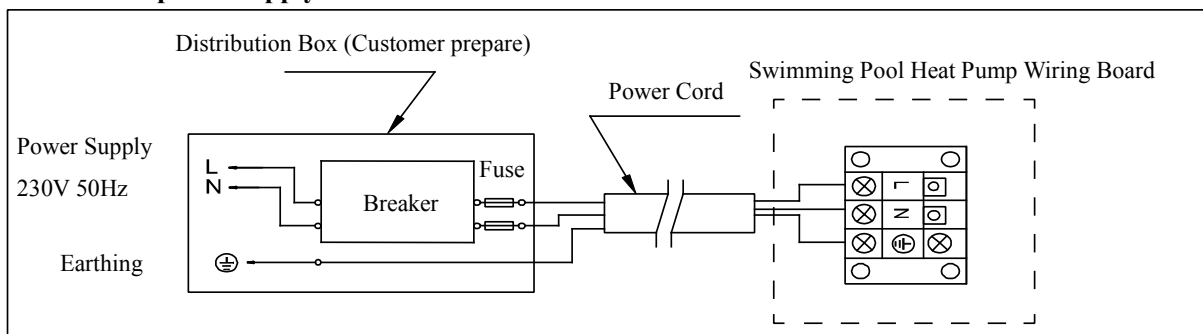 Distribution Box (Customer prepare)
Swimming Pool Heat Pump Wiring Board
Power Cord
Power Supply
230V 50Hz
L
N
Fuse
Breaker
Earthing
L
N